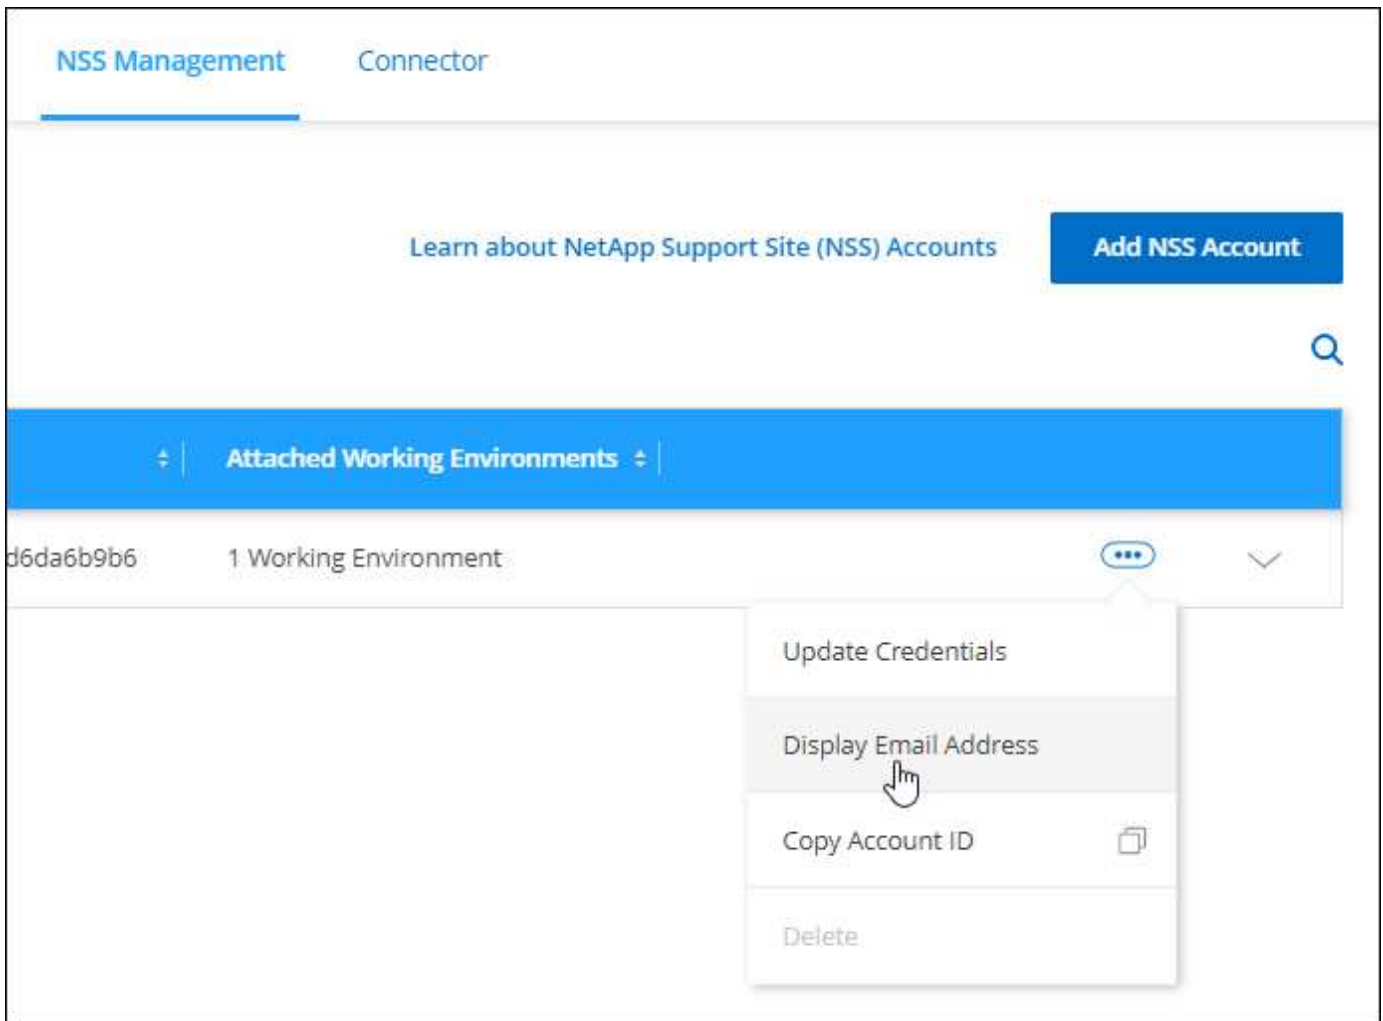 NSS Management Connector
Learn about NetApp Support Site (NSS) Accounts Add NSS Account
Attached Working Environments
d6da6b9b6 1 Working Environment
Update Credentials
Display Email Address
Copy Account ID
Delete